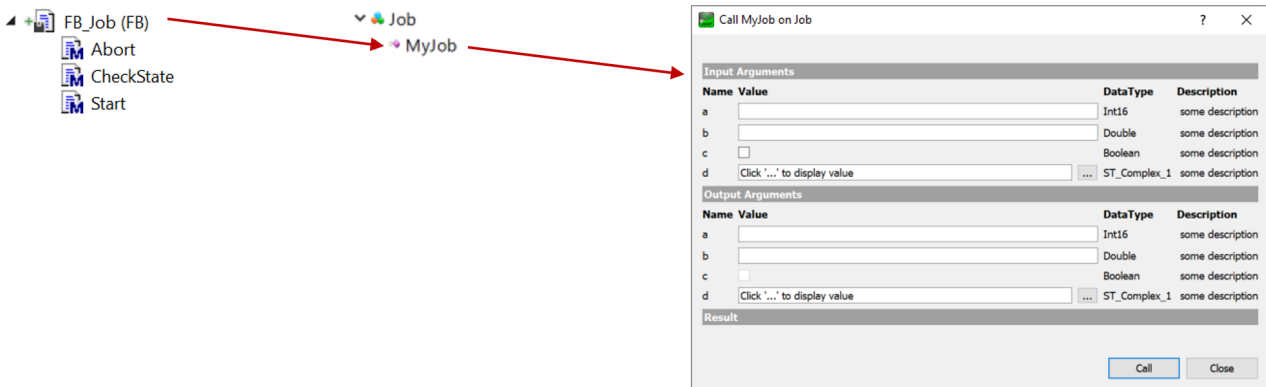 FB_Job (FB)
Abort
CheckState
Start
Job
MyJob
Call MyJob on Job
?
Input Arguments
Name Value DataType Description
a Int16 some description
b Double some description
c Boolean some description
d Click '...' to display value ... ST_Complex_1 some description
Output Arguments
Name Value DataType Description
a Int16 some description
b Double some description
c Boolean some description
d Click '...' to display value ... ST_Complex_1 some description
Result
Call Close